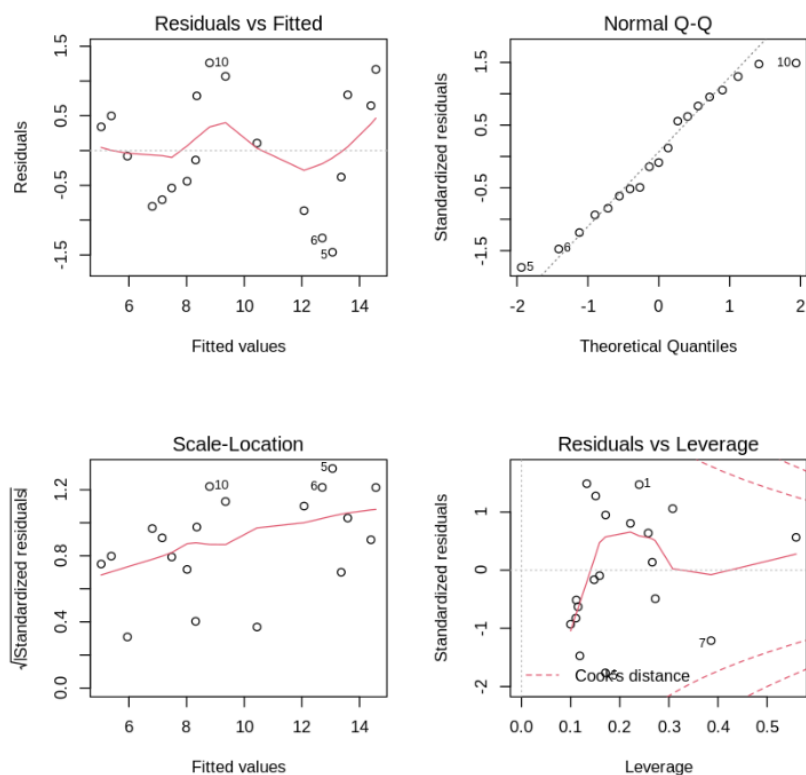 Residuals vs Fitted
Residuals
1.5
0.5
-0.5
-1.5
10
6
5
6 8 10 12 14
Fitted values
Normal Q-Q
Standardized residuals
1.5
0.5
-0.5
-1.5
10
6
5
-2 -1 0 1 2
Theoretical Quantiles
Scale-Location
√|Standardized residuals|
1.2
0.8
0.4
0.0
5
10
6
6 8 10 12 14
Fitted values
Residuals vs Leverage
Standardized residuals
1
0
-1
-2
1
7
5
Cook's distance
0.0 0.1 0.2 0.3 0.4 0.5
Leverage